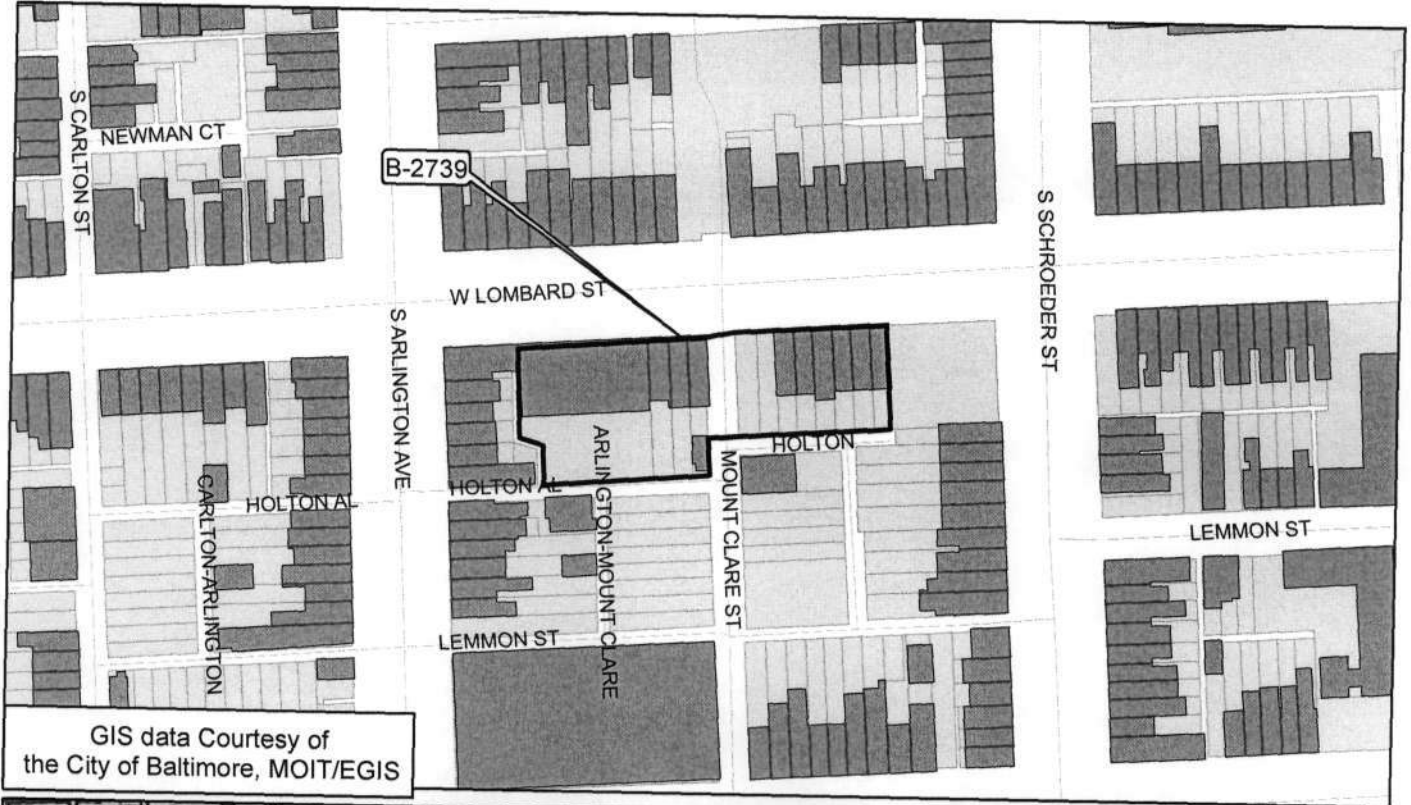 S CARLTON ST
NEWMAN CT
B-2739
W LOMBARD ST
S ARLINGTON AVE
S SCHROEDER ST
HOLTON AL
CARLTON-ARLINGTON
HOLTON AL
ARLINGTON-MOUNT CLARE
HOLTON
MOUNT CLARE ST
LEMMON ST
LEMMON ST
GIS data Courtesy of
the City of Baltimore, MOIT/EGIS